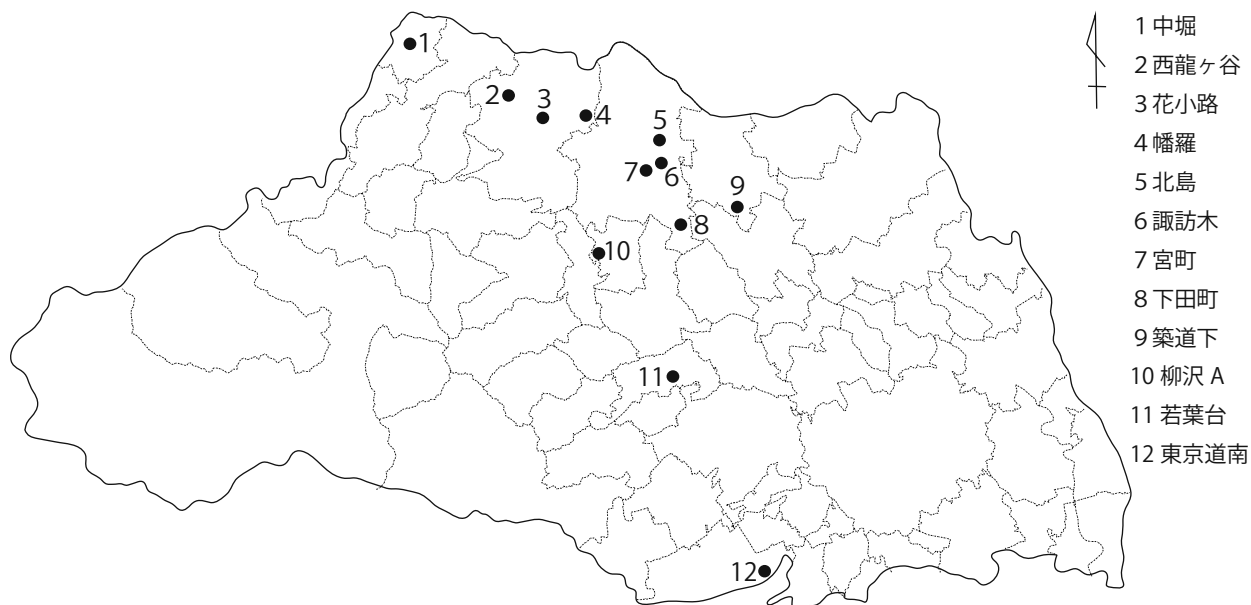 1 中堀
2 西龍ヶ谷
3 花小路
4 幡羅
5 北島
6 諏訪木
7 宮町
8 下田町
9 築道下
10 柳沢 A
11 若葉台
12 東京道南
1
2
3
4
5
6
7
8
9
10
11
12